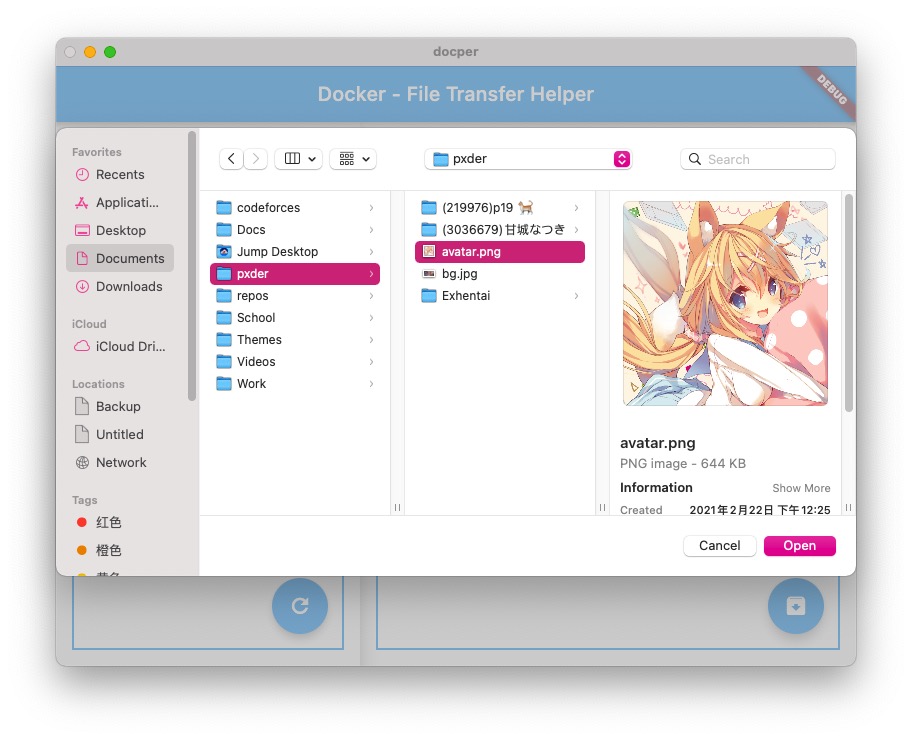 docper
Docker - File Transfer Helper
DEBUG
Favorites
Recents
Applicati...
Desktop
Documents
Downloads
iCloud
iCloud Dri...
Locations
Backup
Untitled
Network
Tags
红色
橙色
pxder
Search
codeforces
Docs
Jump Desktop
pxder
repos
School
Themes
Videos
Work
(219976)p19 🐈
(3036679)甘城なつき
avatar.png
bg.jpg
Exhentai
avatar.png
PNG image - 644 KB
Information
Show More
Created
2021年2月22日 下午12:25
Cancel
Open